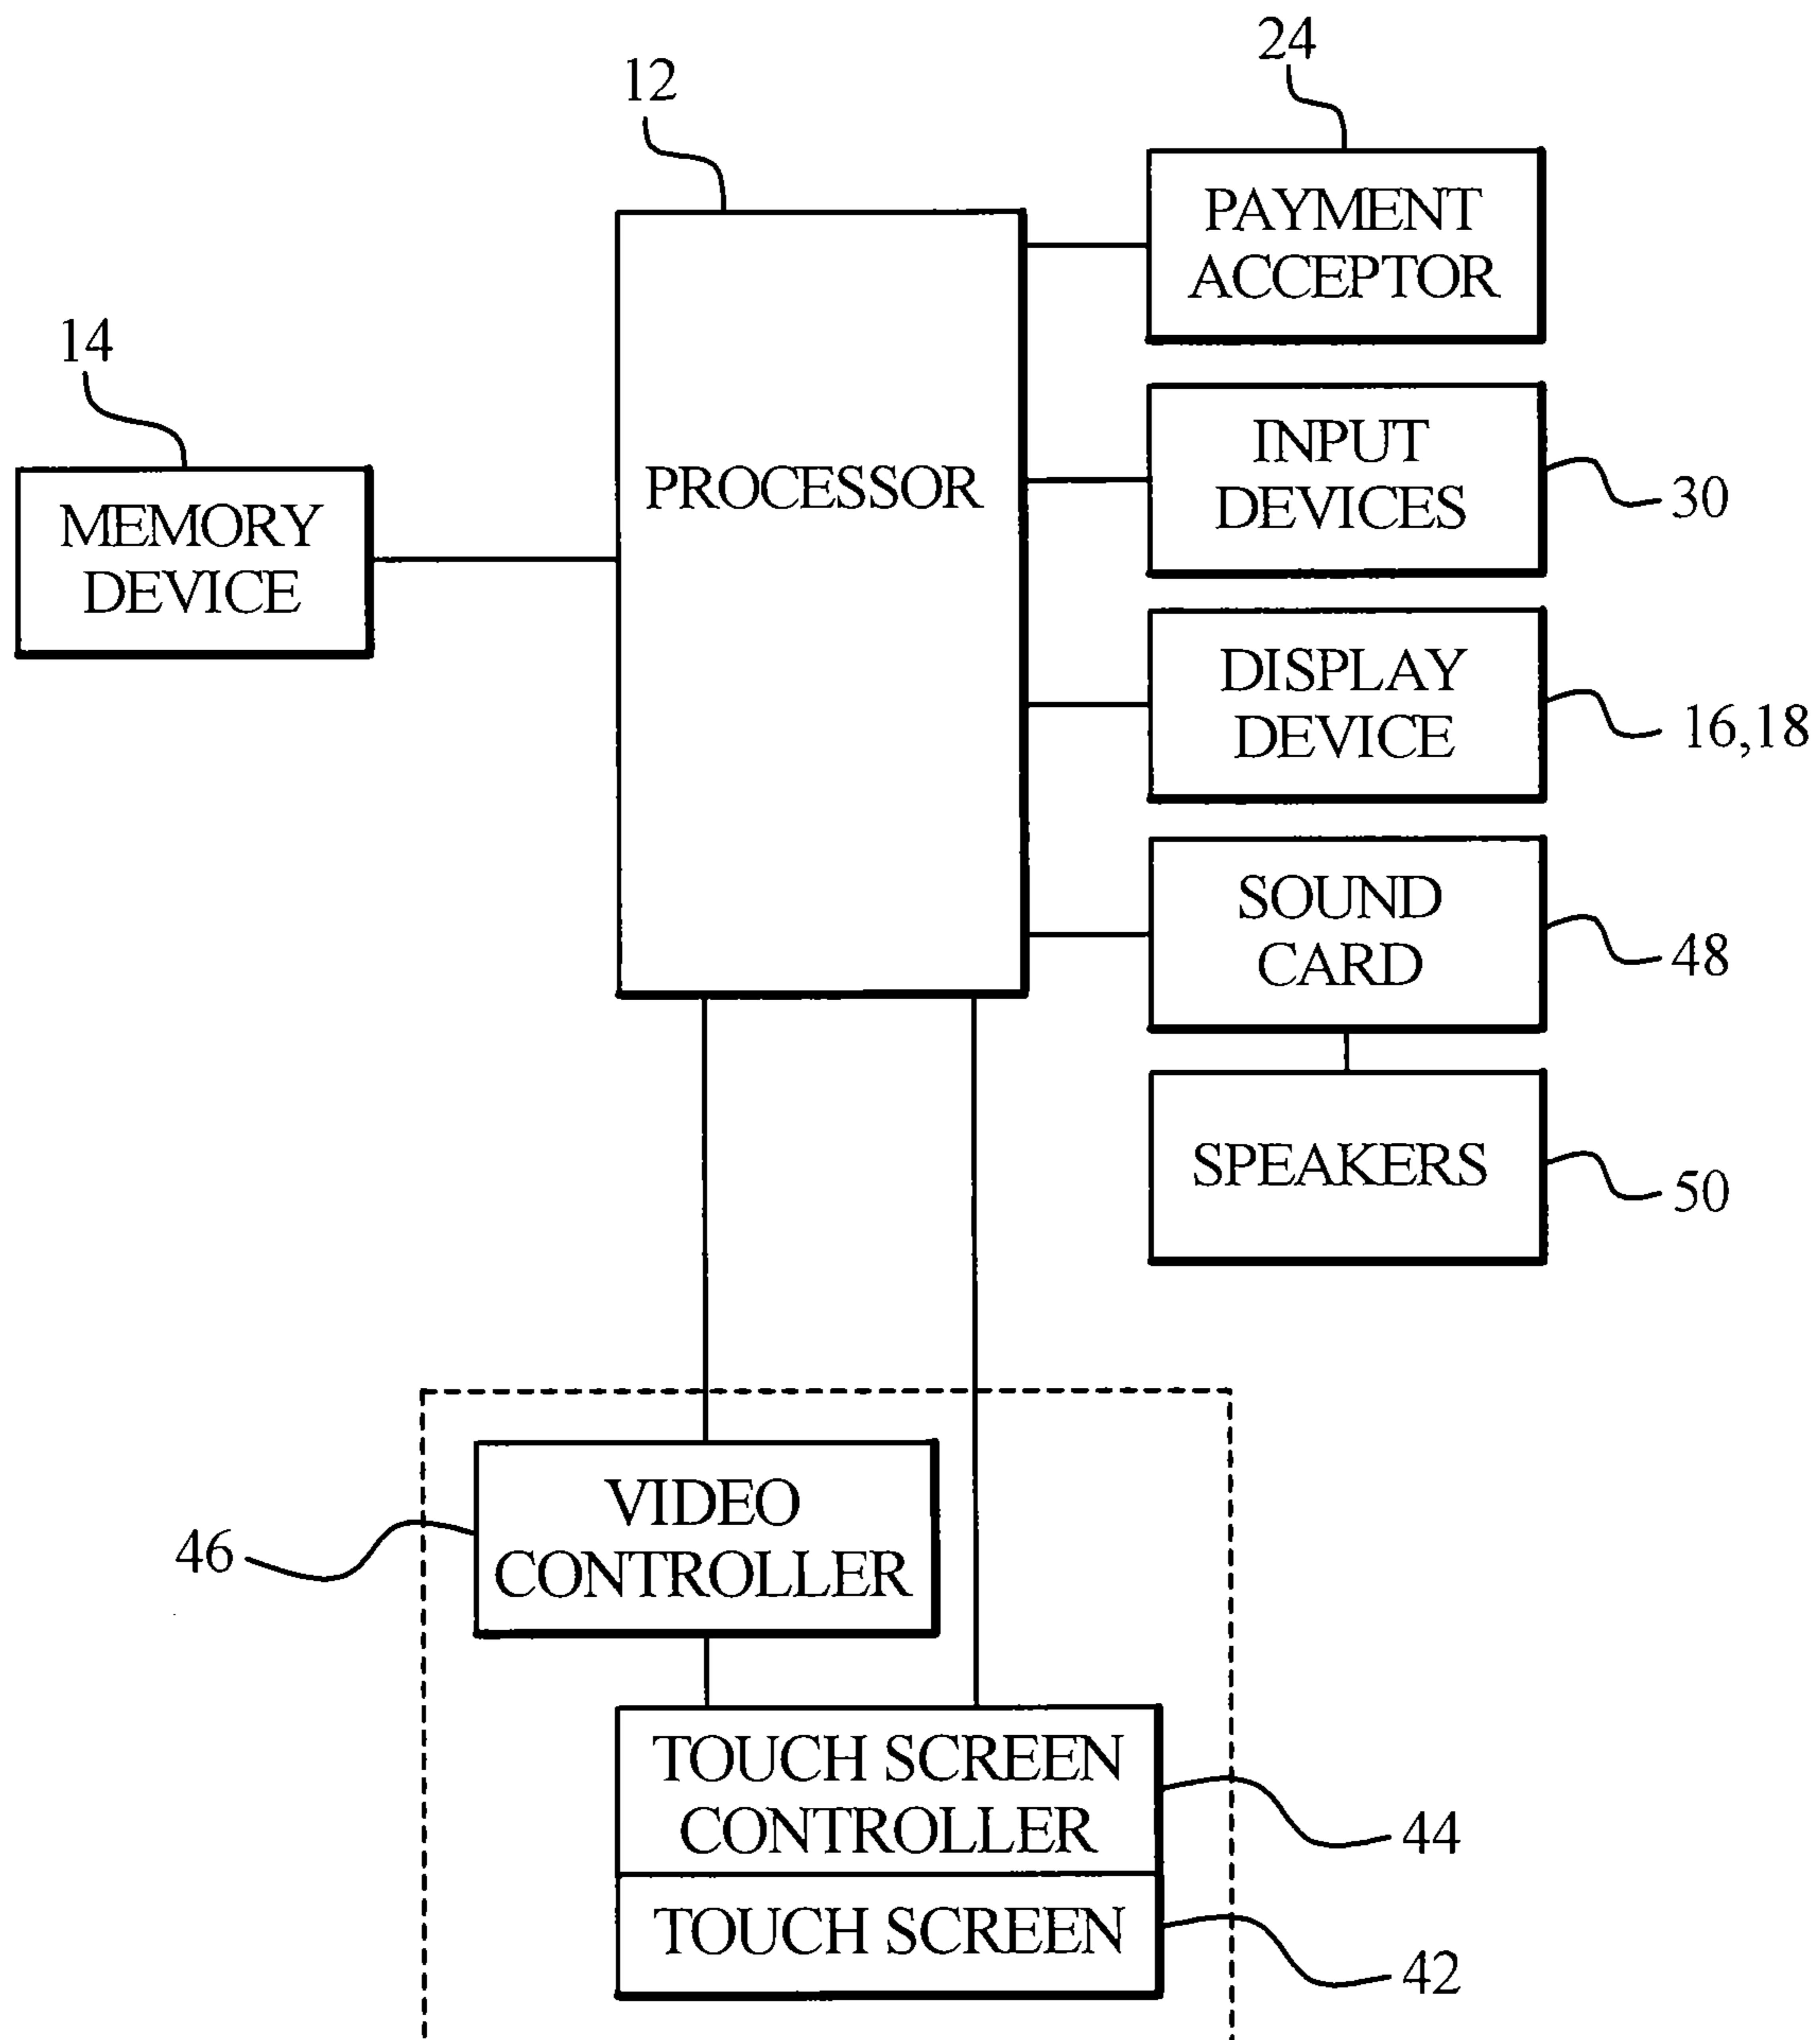 24
12
PAYMENT
ACCEPTOR
14
INPUT
DEVICES
30
PROCESSOR
MEMORY
DEVICE
DISPLAY
DEVICE
16,18
SOUND
CARD
48
SPEAKERS
50
VIDEO
CONTROLLER
46
TOUCH SCREEN
CONTROLLER
44
TOUCH SCREEN
42